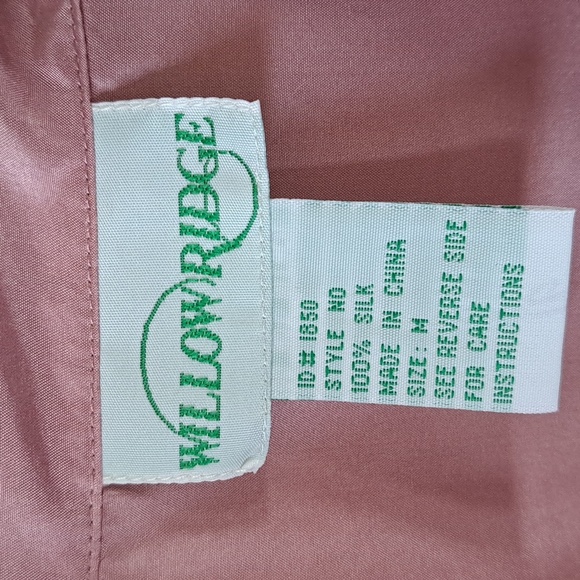 WILLOW RIDGE
ID# 1850
STYLE NO
100% SILK
MADE IN CHINA
SIZE M
SEE REVERSE SIDE
FOR CARE
INSTRUCTIONS